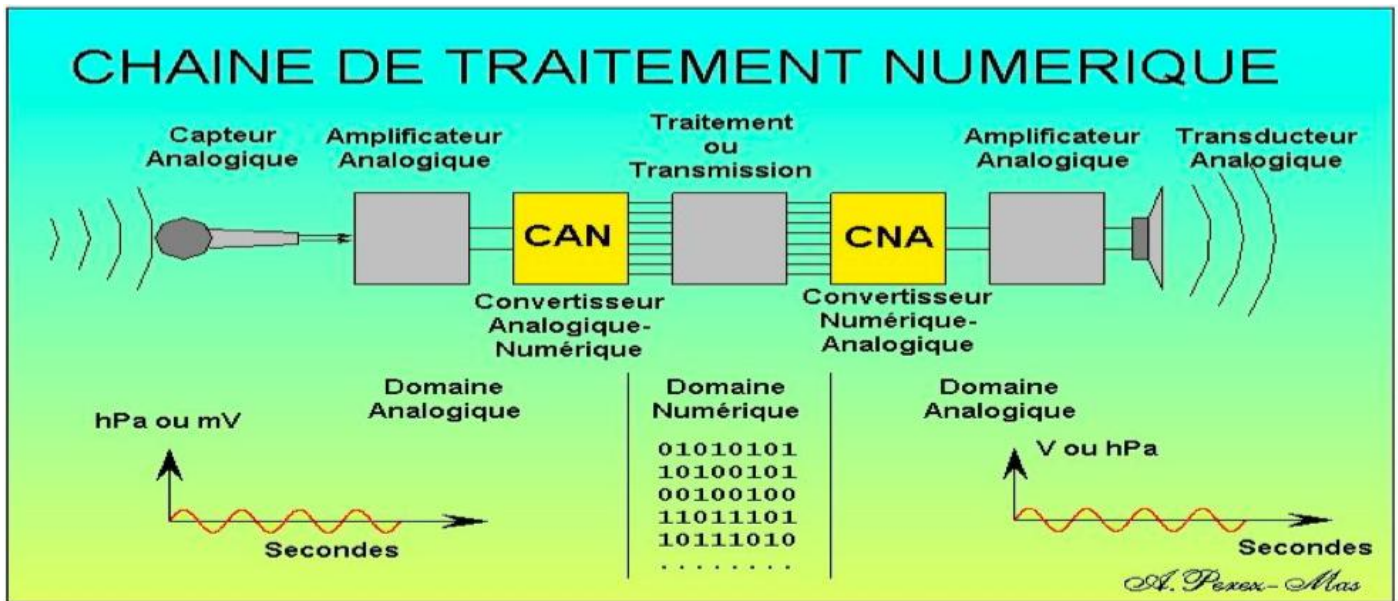 CHAINE DE TRAITEMENT NUMERIQUE
Capteur
Analogique
Amplificateur
Analogique
Traitement
ou
Transmission
Amplificateur
Analogique
Transducteur
Analogique
CAN
CNA
Convertisseur
Analogique-
Numérique
Convertisseur
Numérique-
Analogique
Domaine
Analogique
Domaine
Numérique
Domaine
Analogique
hPa ou mV
Secondes
01010101
10100101
00100100
11011101
10111010
. . . . . . . .
V ou hPa
Secondes
A. Perez-Mas